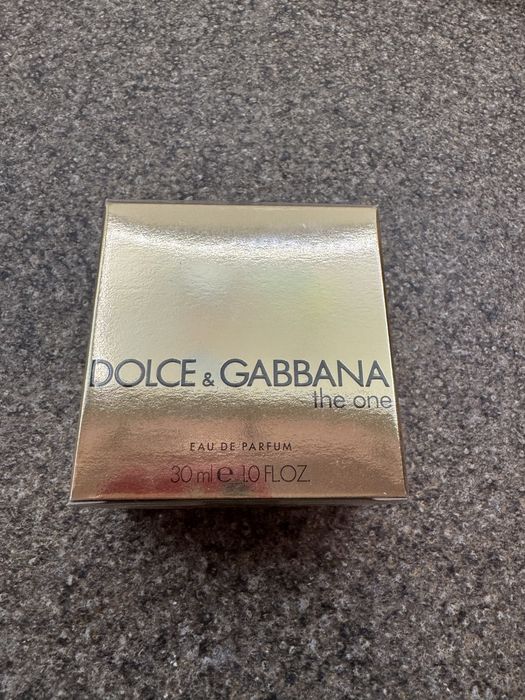 DOLCE & GABBANA
the one
EAU DE PARFUM
30 ml e 1.0 FL.OZ.